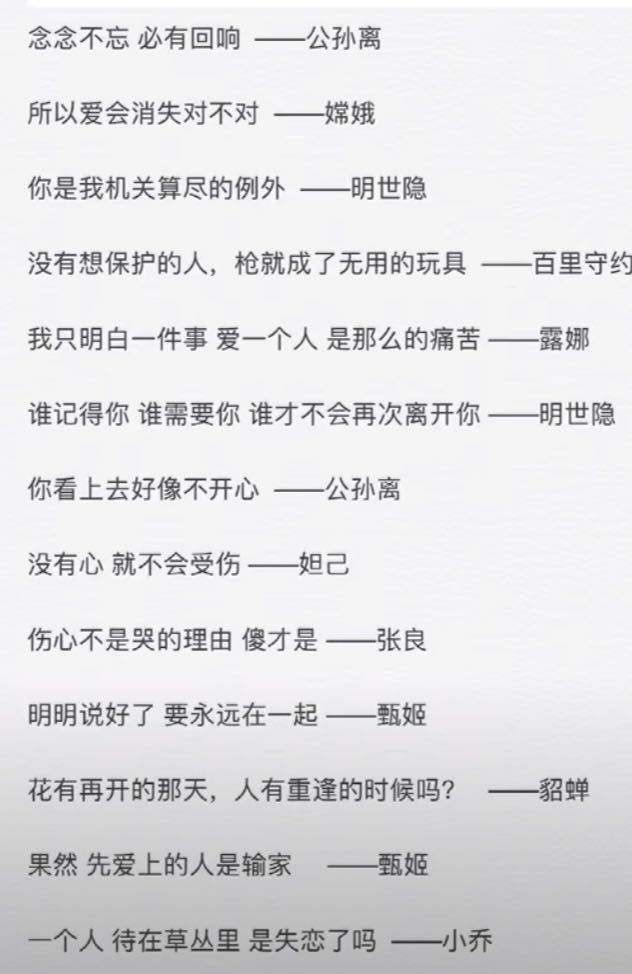 念念不忘 必有回响 ——公孙离
所以爱会消失对不对 ——嫦娥
你是我机关算尽的例外 ——明世隐
没有想保护的人，枪就成了无用的玩具 ——百里守约
我只明白一件事 爱一个人 是那么的痛苦 ——露娜
谁记得你 谁需要你 谁才不会再次离开你 ——明世隐
你看上去好像不开心 ——公孙离
没有心 就不会受伤 ——妲己
伤心不是哭的理由 傻才是 ——张良
明明说好了 要永远在一起 ——甄姬
花有再开的那天，人有重逢的时候吗？ ——貂蝉
果然 先爱上的人是输家 ——甄姬
一个人 待在草丛里 是失恋了吗 ——小乔